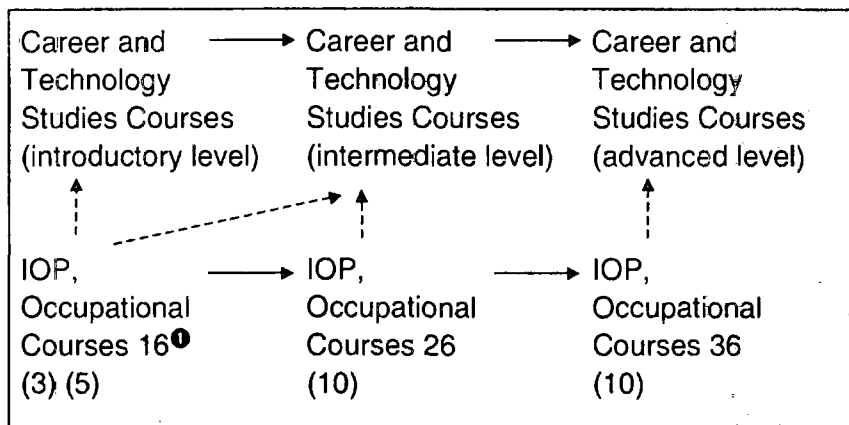 Career and Career and Career and
Technology Technology Technology
Studies Courses Studies Courses Studies Courses
(introductory level) (intermediate level) (advanced level)
IOP, IOP, IOP,
Occupational Occupational Occupational
Courses 16❶ Courses 26 Courses 36
(3) (5) (10) (10)